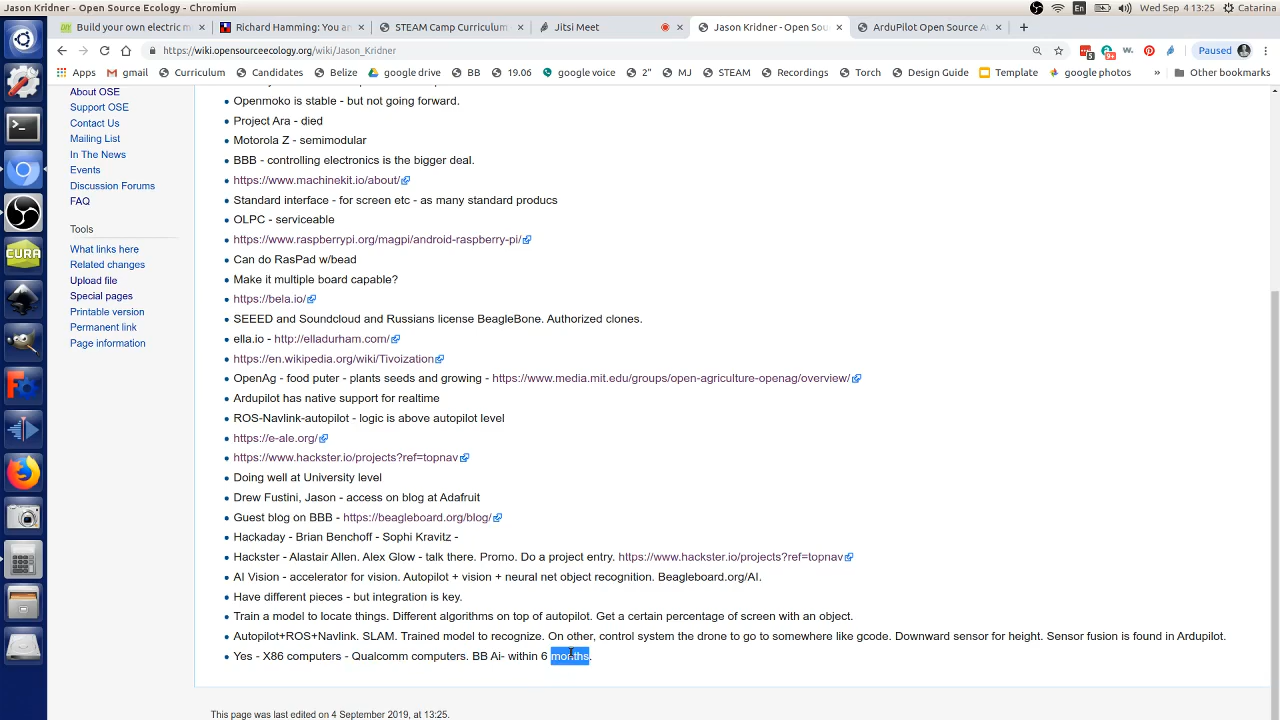 Jason Kridner - Open Source Ecology - Chromium
En
Wed Sep 4 13:25
Catarina
Build your own electric m
Richard Hamming: You an
STEAM Camp Curriculum
Jitsi Meet
Jason Kridner - Open Sou
ArduPilot Open Source A
https://wiki.opensourceecology.org/wiki/Jason_Kridner
Paused
Apps
gmail
Curriculum
Candidates
Belize
google drive
BB
19.06
google voice
2"
MJ
STEAM
Recordings
Torch
Design Guide
Template
google photos
»
Other bookmarks
About OSE
Support OSE
Contact Us
Mailing List
In The News
Events
Discussion Forums
FAQ
Tools
What links here
Related changes
Upload file
Special pages
Printable version
Permanent link
Page information
Openmoko is stable - but not going forward.
Project Ara - died
Motorola Z - semimodular
BBB - controlling electronics is the bigger deal.
https://www.machinekit.io/about/
Standard interface - for screen etc - as many standard producs
OLPC - serviceable
https://www.raspberrypi.org/magpi/android-raspberry-pi/
Can do RasPad w/bead
Make it multiple board capable?
https://bela.io/
SEEED and Soundcloud and Russians license BeagleBone. Authorized clones.
ella.io - http://elladurham.com/
https://en.wikipedia.org/wiki/Tivoization
OpenAg - food puter - plants seeds and growing - https://www.media.mit.edu/groups/open-agriculture-openag/overview/
Ardupilot has native support for realtime
ROS-Navlink-autopilot - logic is above autopilot level
https://e-ale.org/
https://www.hackster.io/projects?ref=topnav
Doing well at University level
Drew Fustini, Jason - access on blog at Adafruit
Guest blog on BBB - https://beagleboard.org/blog/
Hackaday - Brian Benchoff - Sophi Kravitz -
Hackster - Alastair Allen. Alex Glow - talk there. Promo. Do a project entry. https://www.hackster.io/projects?ref=topnav
AI Vision - accelerator for vision. Autopilot + vision + neural net object recognition. Beagleboard.org/AI.
Have different pieces - but integration is key.
Train a model to locate things. Different algorithms on top of autopilot. Get a certain percentage of screen with an object.
Autopilot+ROS+Navlink. SLAM. Trained model to recognize. On other, control system the drone to go to somewhere like gcode. Downward sensor for height. Sensor fusion is found in Ardupilot.
Yes - X86 computers - Qualcomm computers. BB Ai- within 6 months.
This page was last edited on 4 September 2019, at 13:25.
CURA